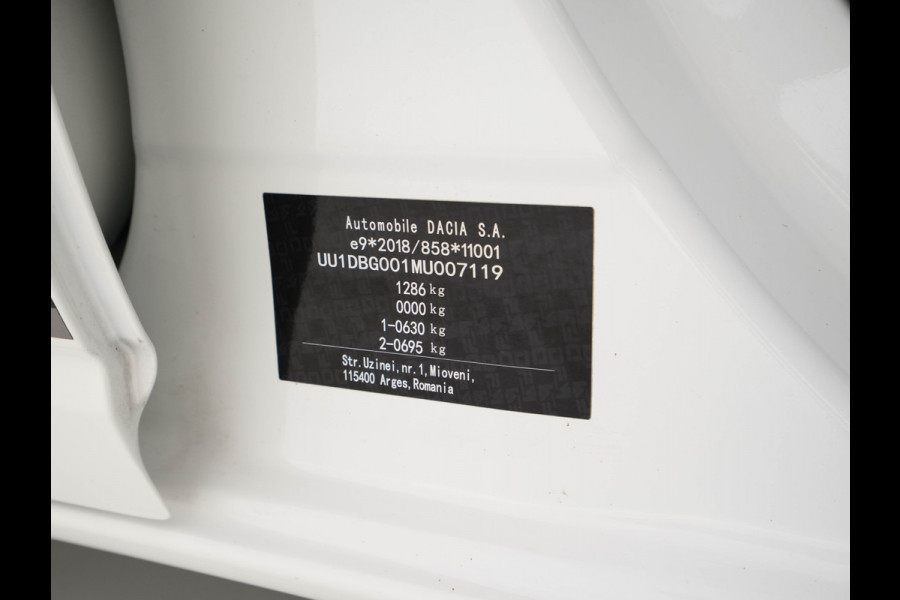 Automobile DACIA S.A.
e9*2018/858*11001
UU1DBG001MU007119
1286 kg
0000 kg
1-0630 kg
2-0695 kg
Str.Uzinei,nr.1,Mioveni,
115400 Arges,Romania